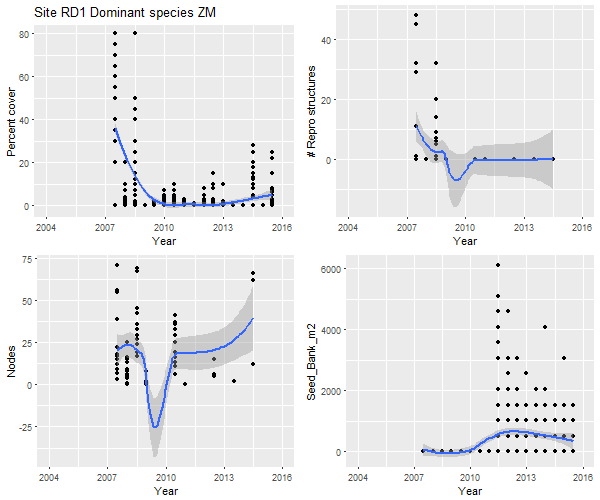 Site RD1 Dominant species ZM
Percent cover
80
60
40
20
0
2004 2007 2010 2013 2016
Year
# Repro structures
40
20
0
2004 2007 2010 2013 2016
Year
Nodes
75
50
25
0
-25
2004 2007 2010 2013 2016
Year
Seed_Bank_m2
6000
4000
2000
0
2004 2007 2010 2013 2016
Year